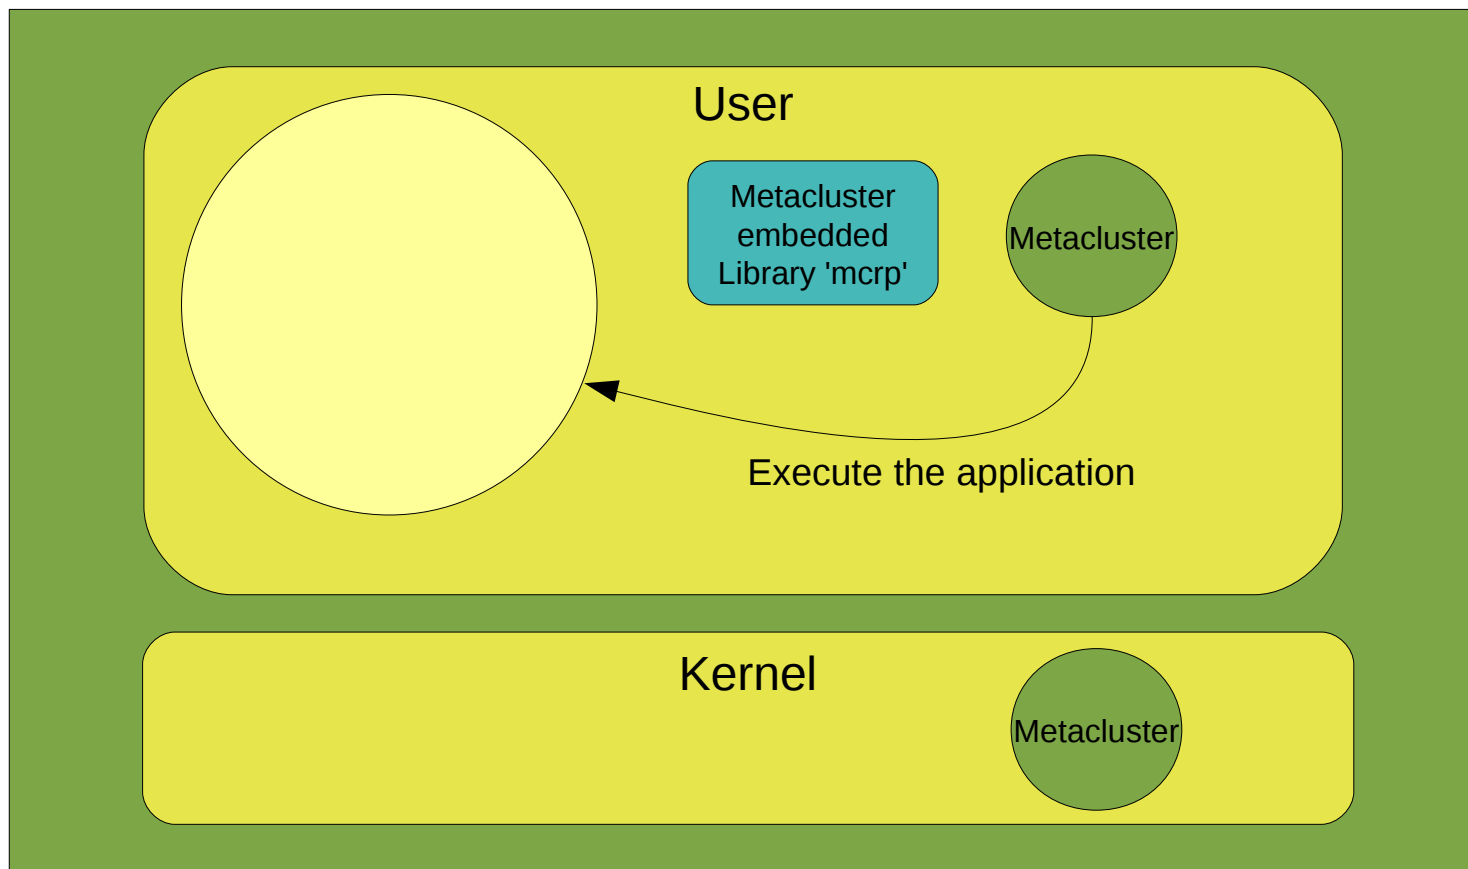 User
Metacluster
embedded
Library 'mcrp'
Metacluster
Execute the application
Kernel
Metacluster